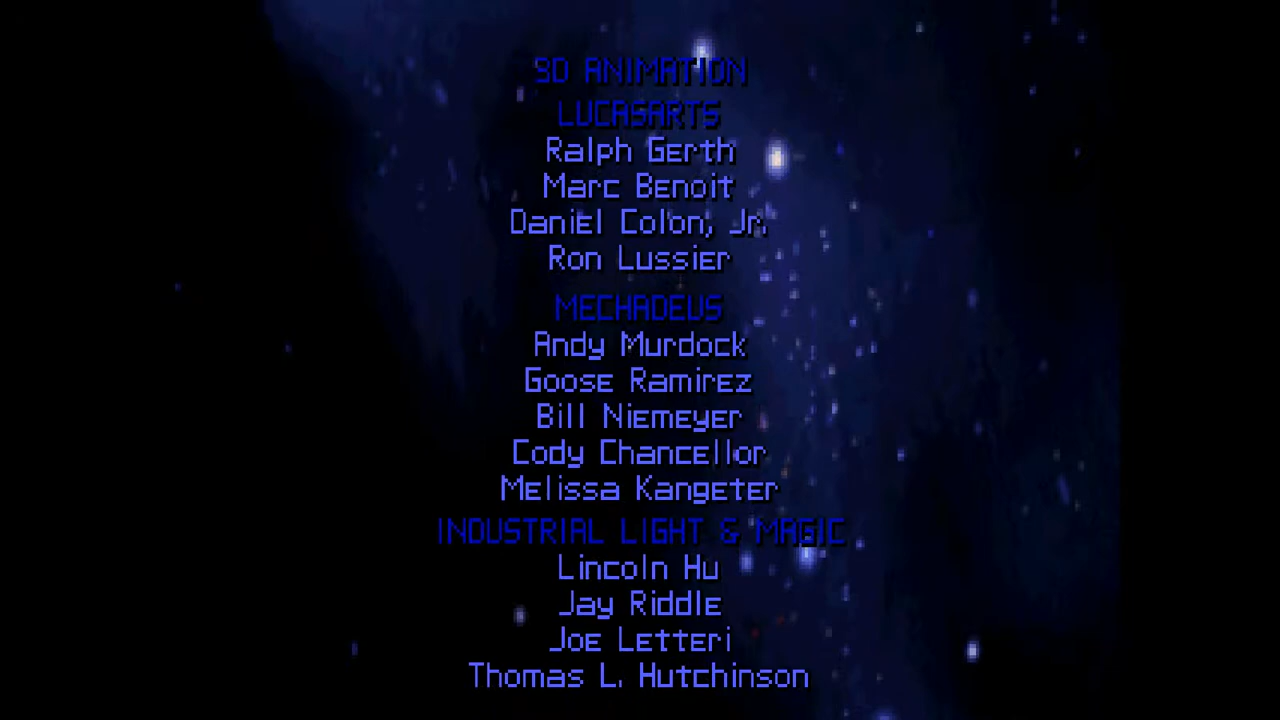 3D ANIMATION
LUCASARTS
Ralph Gerth
Marc Benoit
Daniel Colon, Jr.
Ron Lussier
MECHADEUS
Andy Murdock
Goose Ramirez
Bill Niemeyer
Cody Chancellor
Melissa Kangeter
INDUSTRIAL LIGHT & MAGIC
Lincoln Hu
Jay Riddle
Joe Letteri
Thomas L. Hutchinson